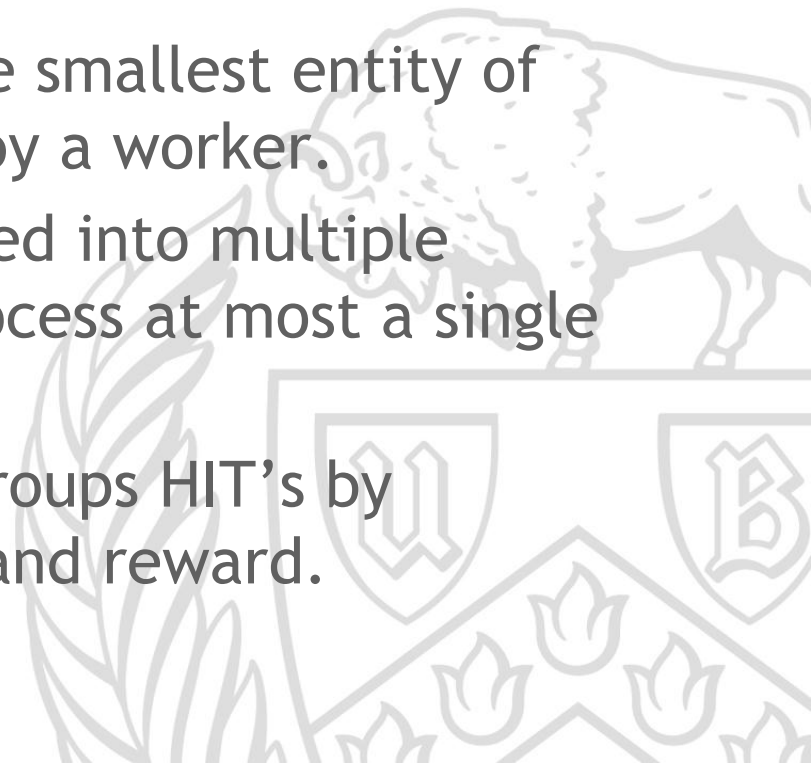 e smallest entity of
by a worker.
ed into multiple
ocess at most a single
roups HIT’s by
and reward.
U B